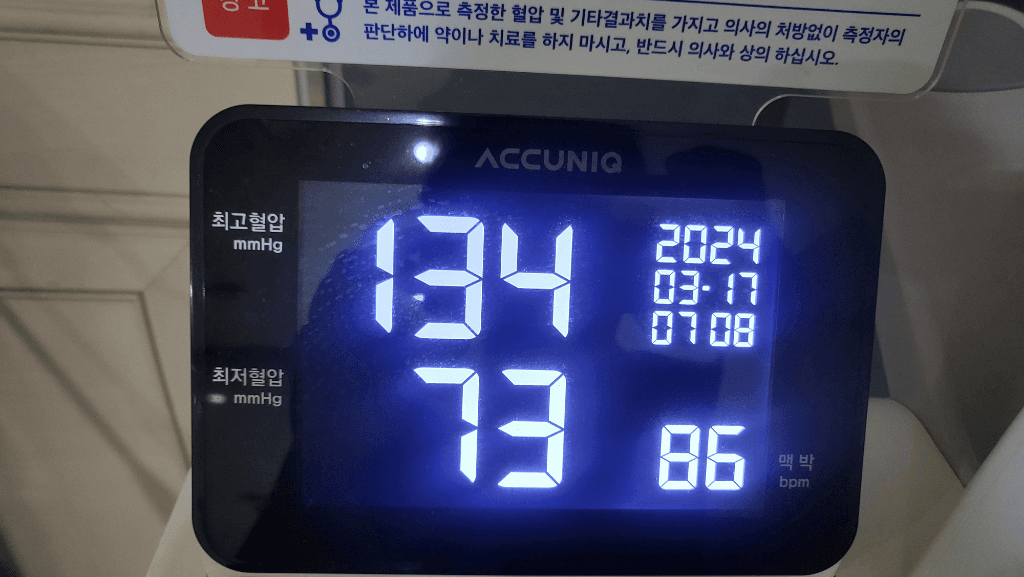 경고
본 제품으로 측정한 혈압 및 기타결과치를 가지고 의사의 처방없이 측정자의
판단하에 약이나 치료를 하지 마시고, 반드시 의사와 상의 하십시오.
ACCUNIQ
최고혈압
mmHg
134
2024
03-17
07 08
최저혈압
mmHg
73
86
맥박
bpm